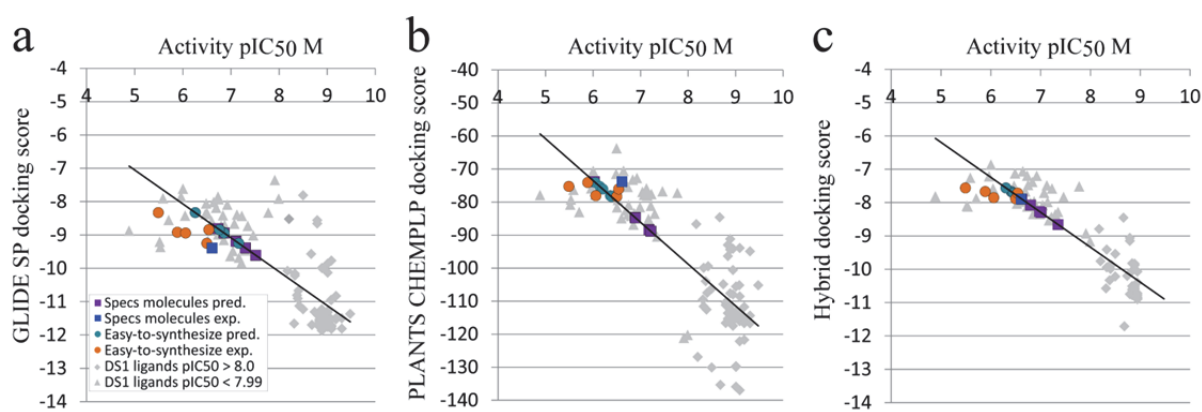 a
Activity pIC50 M
b
Activity pIC50 M
c
Activity pIC50 M
GLIDE SP docking score
-4
-5
-6
-7
-8
-9
-10
-11
-12
-13
-14
4 5 6 7 8 9 10
Specs molecules pred.
Specs molecules exp.
Easy-to-synthesize pred.
Easy-to-synthesize exp.
DS1 ligands pIC50 > 8.0
DS1 ligands pIC50 < 7.99
PLANTS CHEMPLP docking score
-40
-50
-60
-70
-80
-90
-100
-110
-120
-130
-140
4 5 6 7 8 9 10
Hybrid docking score
-4
-5
-6
-7
-8
-9
-10
-11
-12
-13
-14
4 5 6 7 8 9 10